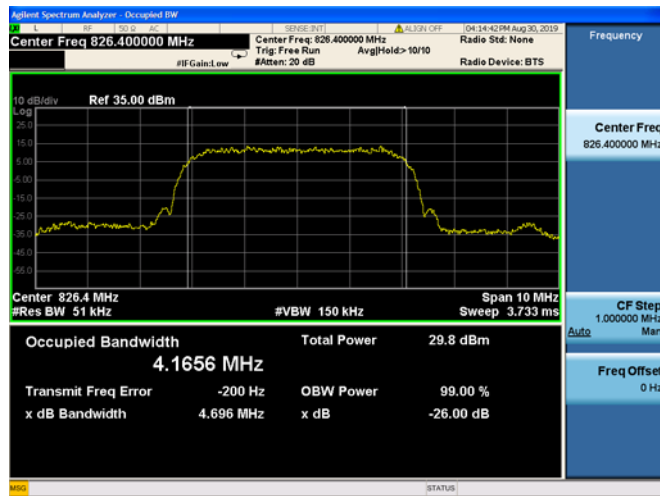 Agilent Spectrum Analyzer - Occupied BW
L RF 50 Ω AC SENSE:INT ALIGN OFF 04:14:42 PM Aug 30, 2019
Center Freq 826.400000 MHz Center Freq: 826.400000 MHz Radio Std: None Frequency
Trig: Free Run Avg|Hold:> 10/10
#IFGain:Low #Atten: 20 dB Radio Device: BTS
10 dB/div Ref 35.00 dBm
Log
25.0
15.0
5.00
-5.00
-15.0
-25.0
-35.0
-45.0
-55.0
Center Freq
826.400000 MHz
Center 826.4 MHz Span 10 MHz
#Res BW 51 kHz #VBW 150 kHz Sweep 3.733 ms
CF Step
1.000000 MHz
Auto Man
Occupied Bandwidth Total Power 29.8 dBm
4.1656 MHz
Transmit Freq Error -200 Hz OBW Power 99.00 %
x dB Bandwidth 4.696 MHz x dB -26.00 dB
Freq Offset
0 Hz
MSG STATUS